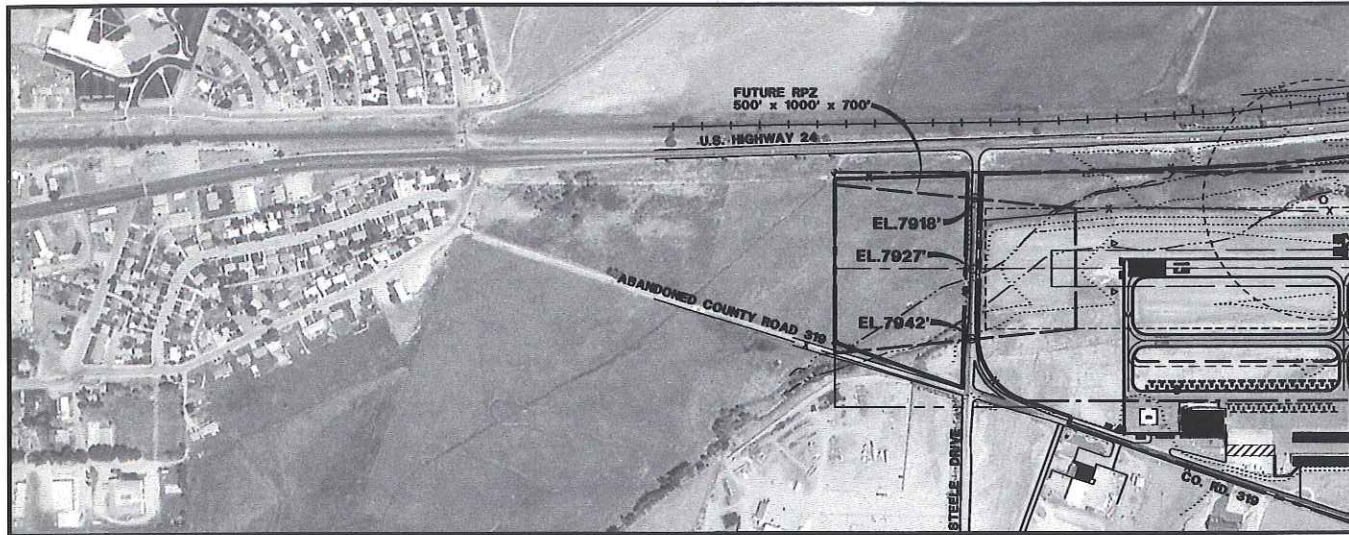 FUTURE RPZ
500' x 1000' x 700'
U.S. HIGHWAY 24
EL.7918'
EL.7927'
EL.7942'
ABANDONED COUNTY ROAD 319
STEELE DRIVE
CO. RD. 319